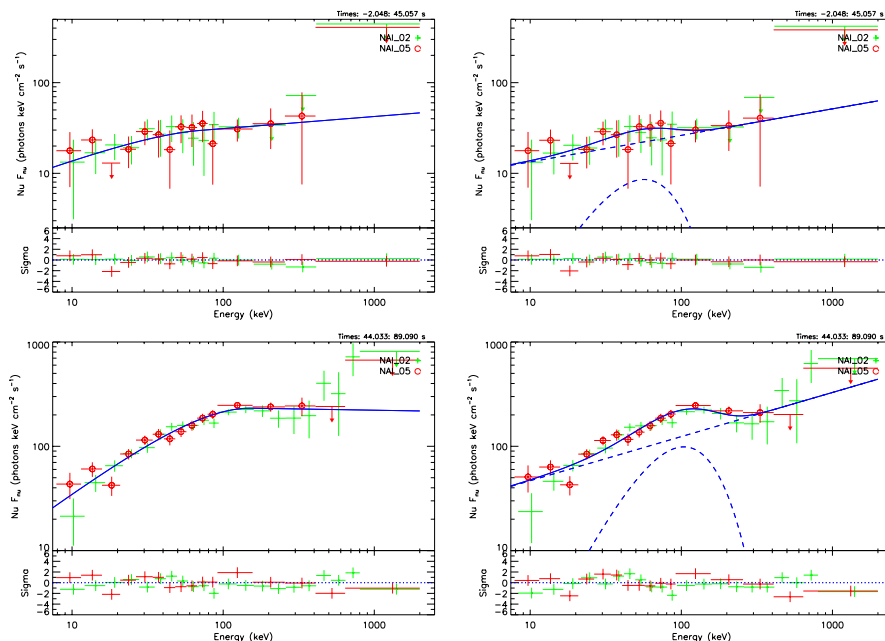 Times: -2.048: 45.057 s
NAI_02
NAI_05
Nu F_nu (photons keV cm^-2 s^-1)
100
10
Sigma
6
4
2
0
-2
-4
-6
10 100 1000
Energy (keV)
Times: -2.048: 45.057 s
NAI_02
NAI_05
Nu F_nu (photons keV cm^-2 s^-1)
100
10
Sigma
6
4
2
0
-2
-4
-6
10 100 1000
Energy (keV)
Times: 44.033: 89.090 s
NAI_02
NAI_05
Nu F_nu (photons keV cm^-2 s^-1)
1000
100
10
Sigma
6
4
2
0
-2
-4
-6
10 100 1000
Energy (keV)
Times: 44.033: 89.090 s
NAI_02
NAI_05
Nu F_nu (photons keV cm^-2 s^-1)
1000
100
10
Sigma
6
4
2
0
-2
-4
-6
10 100 1000
Energy (keV)